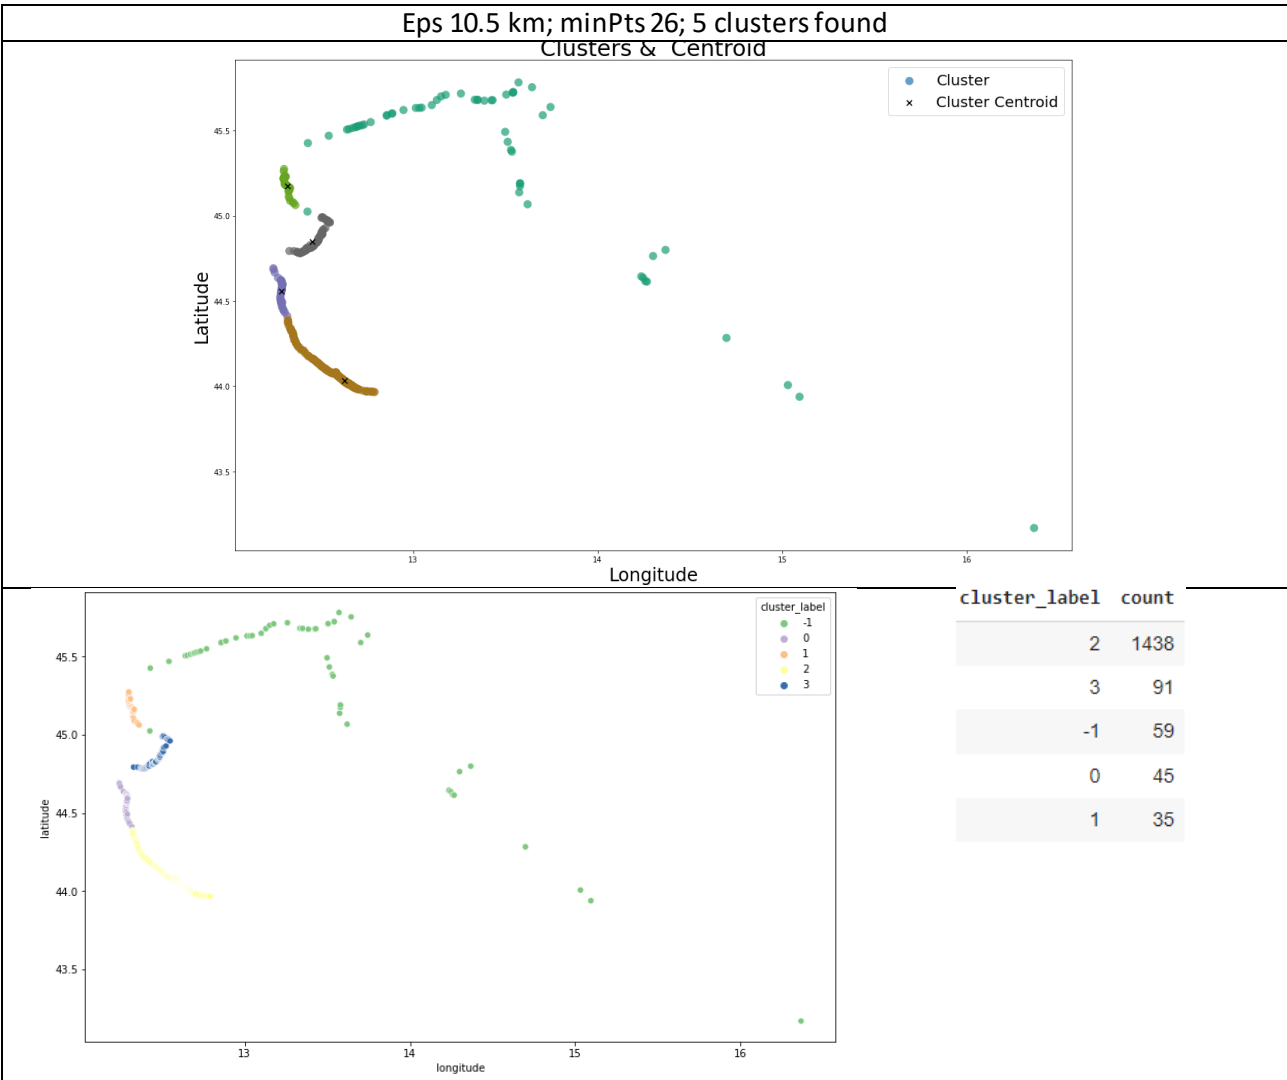 Eps 10.5 km; minPts 26; 5 clusters found
Clusters & Centroid
Cluster
Cluster Centroid
45.5
45.0
44.5
44.0
43.5
Latitude
13
14
15
16
Longitude
cluster_label
-1
0
1
2
3
45.5
45.0
44.5
44.0
43.5
latitude
13
14
15
16
longitude
cluster_label count
2 1438
3 91
-1 59
0 45
1 35